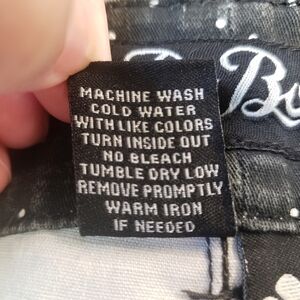 MACHINE WASH
COLD WATER
WITH LIKE COLORS
TURN INSIDE OUT
NO BLEACH
TUMBLE DRY LOW
REMOVE PROMPTLY
WARM IRON
IF NEEDED